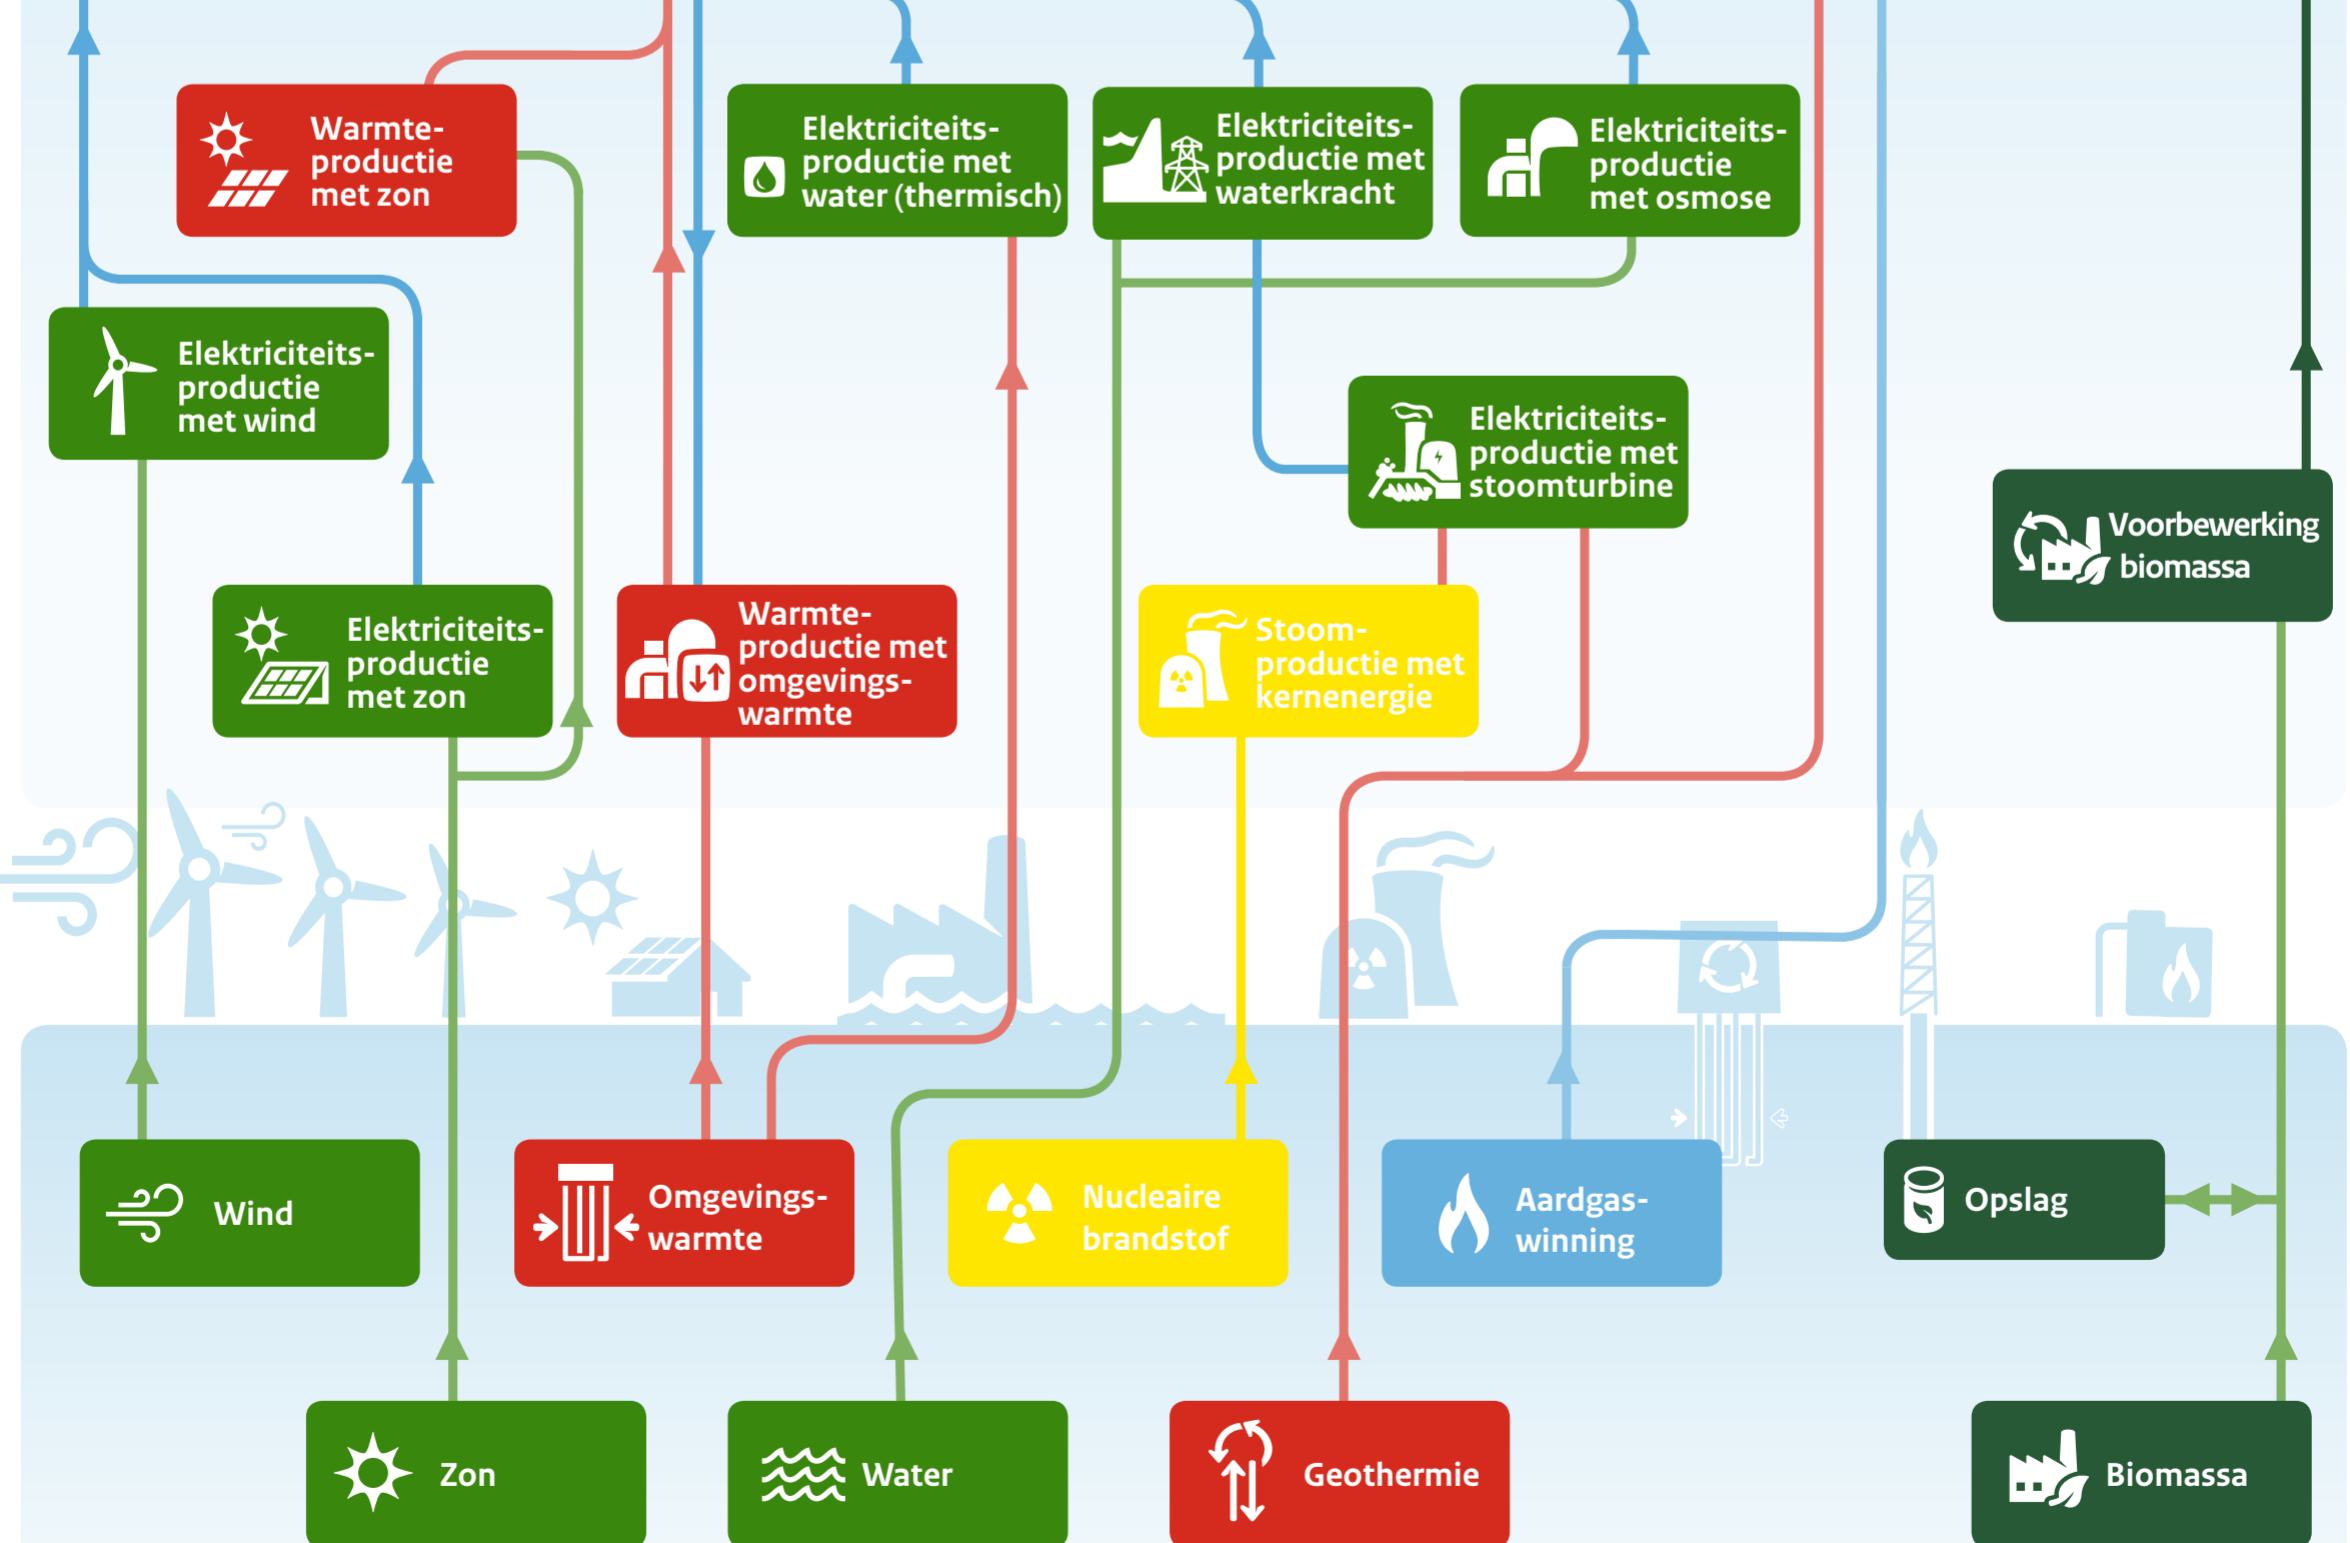 Warmte-
productie
met zon
Elektriciteits-
productie met
water (thermisch)
Elektriciteits-
productie met
waterkracht
Elektriciteits-
productie
met osmose
Elektriciteits-
productie
met wind
Elektriciteits-
productie met
stoomturbine
Voorbewerking
biomassa
Elektriciteits-
productie
met zon
Warmte-
productie met
omgevings-
warmte
Stoom-
productie met
kernenergie
Wind
Omgevings-
warmte
Nucleaire
brandstof
Aardgas-
winning
Opslag
Zon
Water
Geothermie
Biomassa